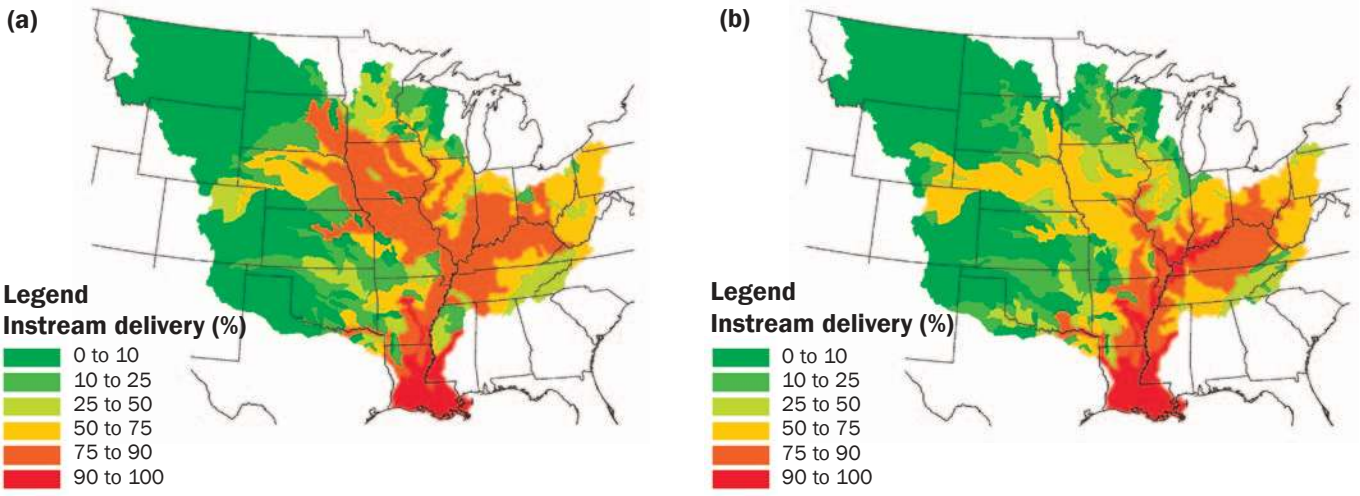 (a)
Legend
Instream delivery (%)
0 to 10
10 to 25
25 to 50
50 to 75
75 to 90
90 to 100
(b)
Legend
Instream delivery (%)
0 to 10
10 to 25
25 to 50
50 to 75
75 to 90
90 to 100